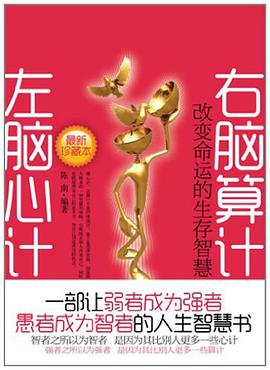 左脑心计
右脑算计
改变命运的生存智慧
最新
珍藏本
陈南·编著
一部让弱者成为强者
愚者成为智者的人生智慧书
智者之所以为智者 是因为其比别人更多一些心计
强者之所以为强者 是因为其比别人更多一些算计